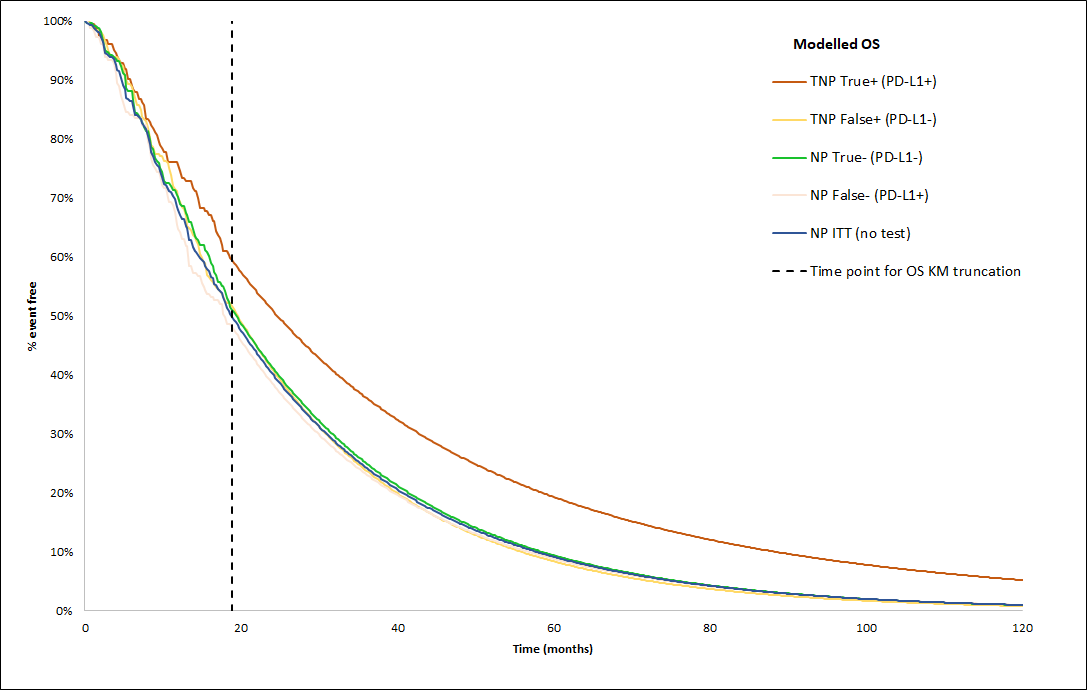 Modelled OS
TNP True+ (PD-L1+)
TNP False+ (PD-L1-)
NP True- (PD-L1-)
NP False- (PD-L1+)
NP ITT (no test)
Time point for OS KM truncation
% event free
100%
90%
80%
70%
60%
50%
40%
30%
20%
10%
0%
0 20 40 60 80 100 120
Time (months)